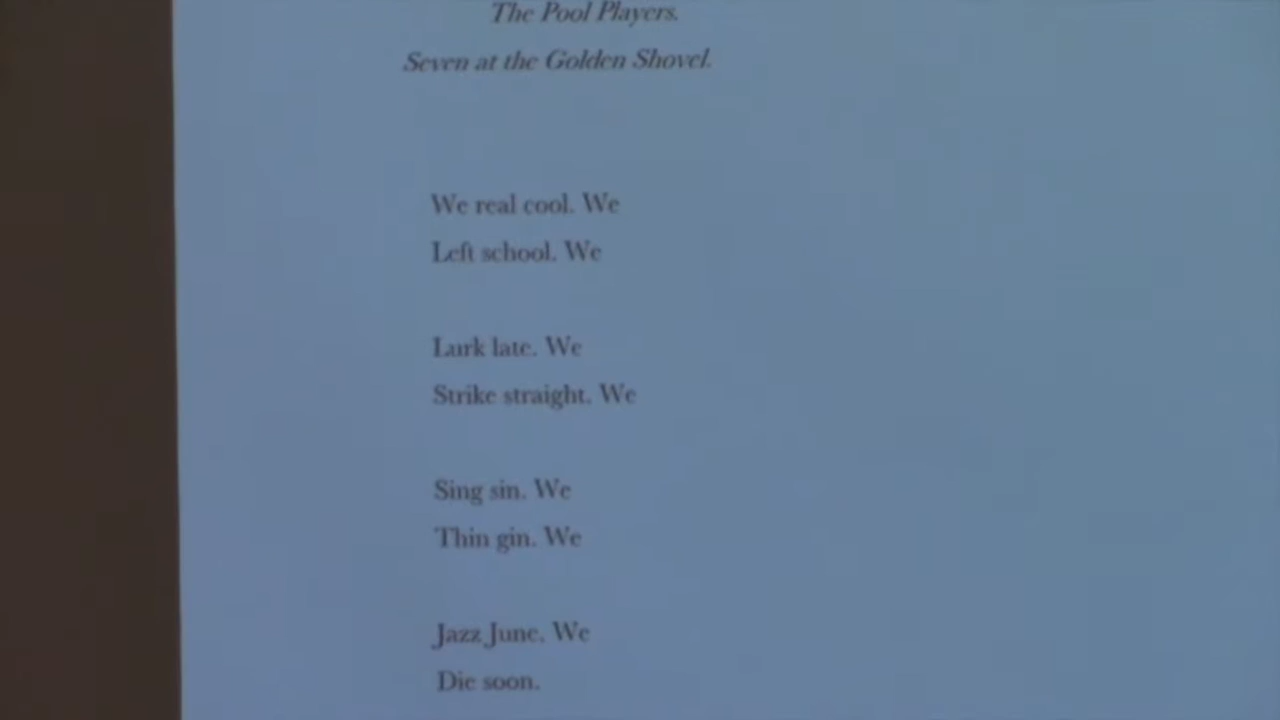 The Pool Players.
Seven at the Golden Shovel.
We real cool. We
Left school. We
Lurk late. We
Strike straight. We
Sing sin. We
Thin gin. We
Jazz June. We
Die soon.